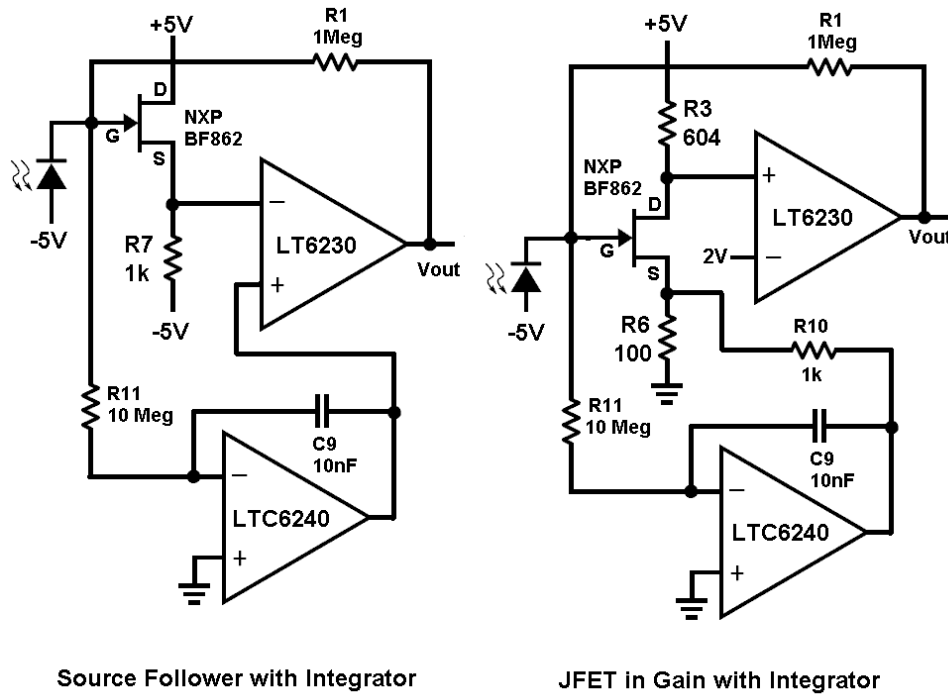 +5V
R1
1Meg
D
NXP
BF862
G
S
-5V
R7
1k
-5V
−
LT6230
+
Vout
R11
10 Meg
C9
10nF
−
LTC6240
+
Source Follower with Integrator
+5V
R1
1Meg
R3
604
NXP
BF862
D
G
S
-5V
+
LT6230
2V
−
Vout
R6
100
R10
1k
R11
10 Meg
C9
10nF
−
LTC6240
+
JFET in Gain with Integrator